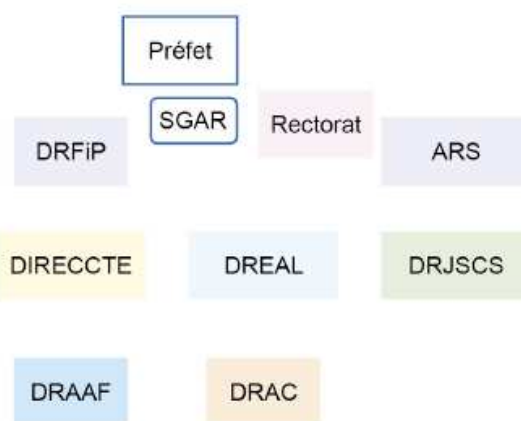 Préfet
SGAR
Rectorat
DRFiP
ARS
DIRECCTE
DREAL
DRJSCS
DRAAF
DRAC